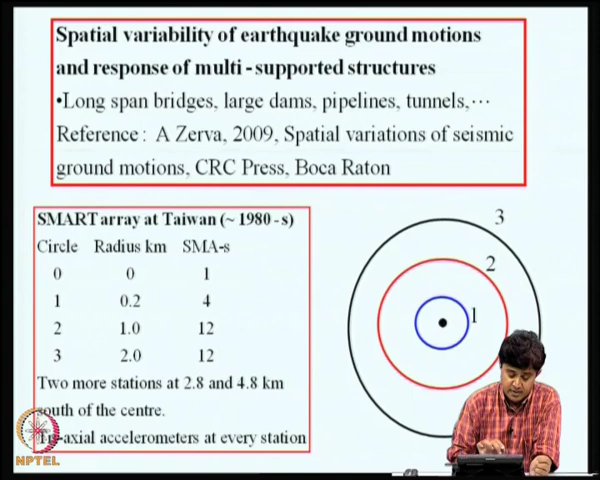 Spatial variability of earthquake ground motions
and response of multi - supported structures
•Long span bridges, large dams, pipelines, tunnels,⋯
Reference : A Zerva, 2009, Spatial variations of seismic
ground motions, CRC Press, Boca Raton
SMART array at Taiwan (~ 1980 - s)
Circle Radius km SMA-s
0 0 1
1 0.2 4
2 1.0 12
3 2.0 12
Two more stations at 2.8 and 4.8 km
south of the centre.
Tri-axial accelerometers at every station
3
2
1
NPTEL